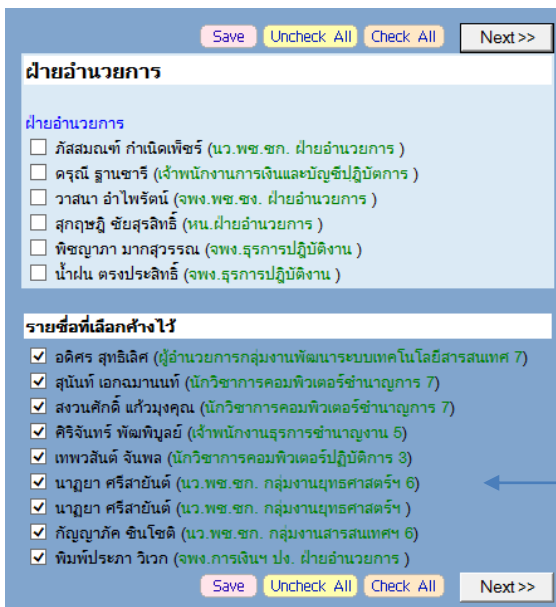 Save Uncheck All Check All Next>>
ฝ่ายอำนวยการ
ฝ่ายอำนวยการ
ภัสสมณฑ์ กำเนิดเพ็ชร์ (นว.พช.ชก. ฝ่ายอำนวยการ )
ดรุณี ฐานชารี (เจ้าพนักงานการเงินและบัญชีปฎิบัตการ )
วาสนา อำไพรัตน์ (จพง.พช.ชง. ฝ่ายอำนวยการ )
สุกฤษฎิ ชัยสุรสิทธิ์ (หน.ฝ่ายอำนวยการ )
พิชญาภา มากสุวรรณ (จพง.ธุรการปฎิบัติงาน )
น้ำฝน ตรงประสิทธิ์ (จพง.ธุรการปฎิบัติงาน )
รายชื่อที่เลือกค้างไว้
อดิศร สุทธิเลิศ (ผู้อำนวยการกลุ่มงานพัฒนาระบบเทคโนโลยีสารสนเทศ 7)
สุนันท์ เอกฉมานนท์ (นักวิชาการคอมพิวเตอร์ชำนาญการ 7)
สงวนศักดิ์ แก้วมุงคุณ (นักวิชาการคอมพิวเตอร์ชำนาญการ 7)
ศิริจันทร์ พัฒพิบูลย์ (เจ้าพนักงานธุรการชำนาญงาน 5)
เทพวสันต์ จันพล (นักวิชาการคอมพิวเตอร์ปฏิบัติการ 3)
นาฏยา ศรีสายันต์ (นว.พช.ชก. กลุ่มงานยุทธศาสตร์ฯ 6)
นาฏยา ศรีสายันต์ (นว.พช.ชก. กลุ่มงานยุทธศาสตร์ฯ )
กัญญาภัค ชินโชติ (นว.พช.ชก. กลุ่มงานสารสนเทศฯ 6)
พิมพ์ประภา วิเวก (จพง.การเงินฯ ปง. ฝ่ายอำนวยการ )
Save Uncheck All Check All Next>>